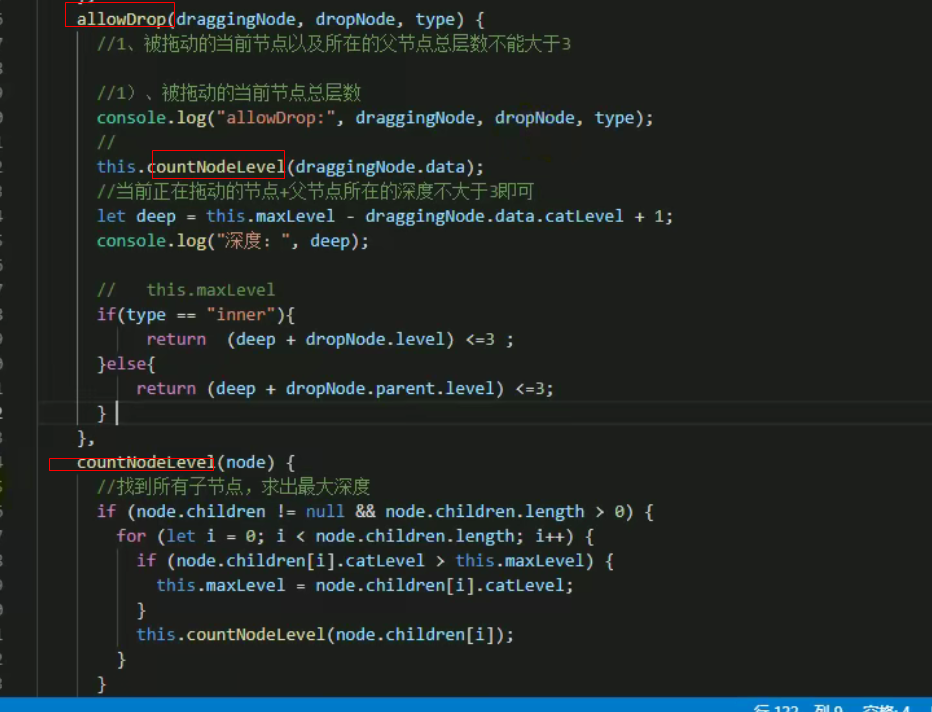 allowDrop(draggingNode, dropNode, type) {
//1、被拖动的当前节点以及所在的父节点总层数不能大于3
//1）、被拖动的当前节点总层数
console.log("allowDrop:", draggingNode, dropNode, type);
//
this.countNodeLevel(draggingNode.data);
//当前正在拖动的节点+父节点所在的深度不大于3即可
let deep = this.maxLevel - draggingNode.data.catLevel + 1;
console.log("深度：", deep);
// this.maxLevel
if(type == "inner"){
return (deep + dropNode.level) <=3 ;
}else{
return (deep + dropNode.parent.level) <=3;
}
},
countNodeLevel(node) {
//找到所有子节点，求出最大深度
if (node.children != null && node.children.length > 0) {
for (let i = 0; i < node.children.length; i++) {
if (node.children[i].catLevel > this.maxLevel) {
this.maxLevel = node.children[i].catLevel;
}
this.countNodeLevel(node.children[i]);
}
}